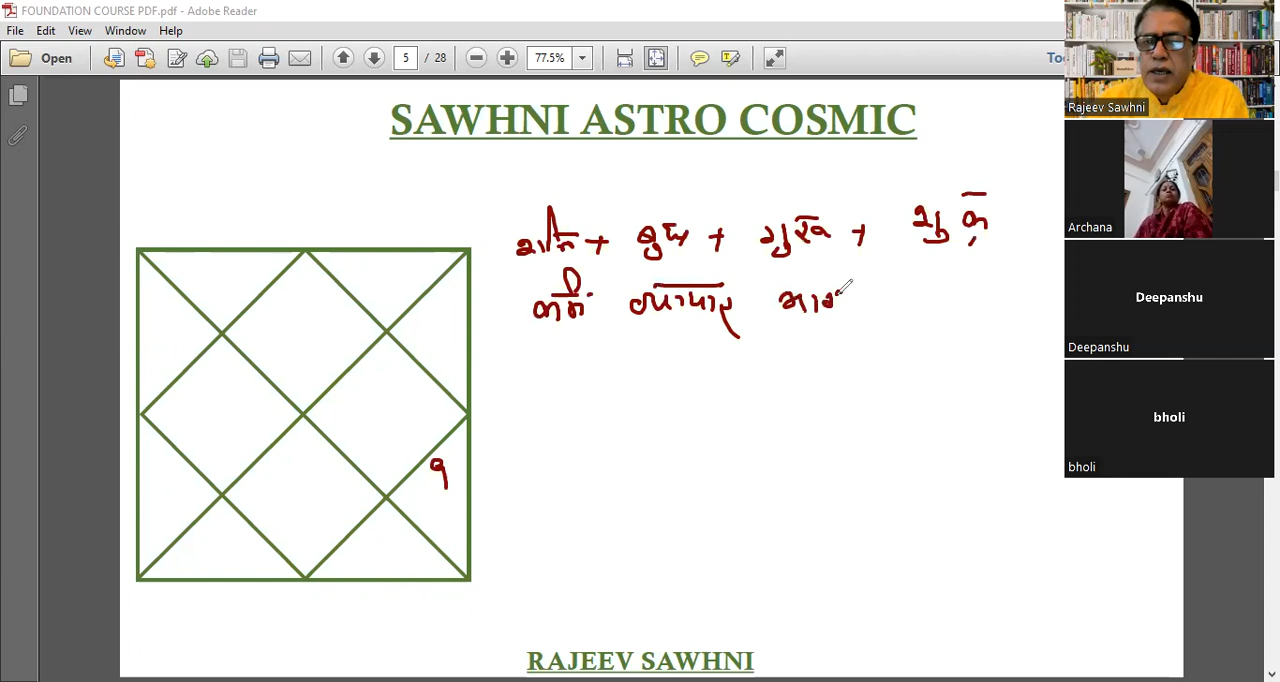 FOUNDATION COURSE PDF.pdf - Adobe Reader
File Edit View Window Help
Open 5 / 28 77.5%
SAWHNI ASTRO COSMIC
शनि + बुध + गुरु + शुक्र
व्यापार
9
RAJEEV SAWHNI
Rajeev Sawhni
Archana
Deepanshu
Deepanshu
bholi
bholi